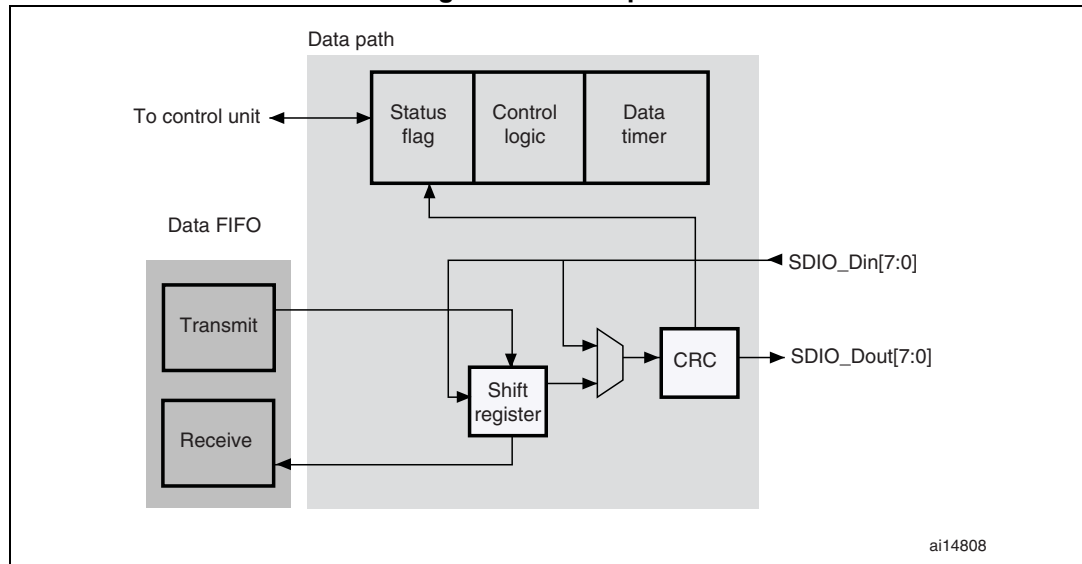 Data path
To control unit
Status
flag
Control
logic
Data
timer
Data FIFO
SDIO_Din[7:0]
Transmit
SDIO_Dout[7:0]
CRC
Shift
register
Receive
ai14808